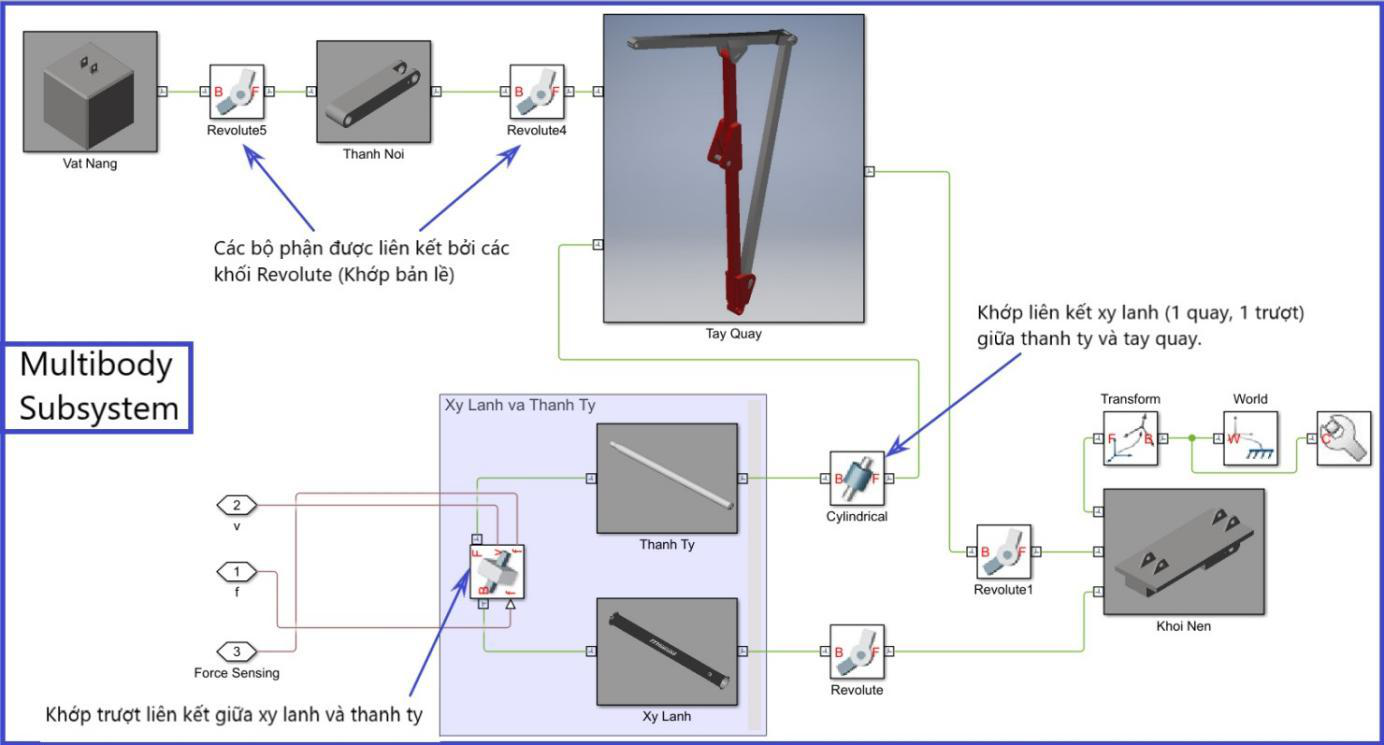 B F
Revolute5
B F
Revolute4
Vat Nang
Thanh Noi
Các bộ phận được liên kết bởi các
khối Revolute (Khớp bản lề)
Tay Quay
Khớp liên kết xy lanh (1 quay, 1 trượt)
giữa thanh ty và tay quay.
Multibody
Subsystem
Xy Lanh va Thanh Ty
Transform
World
F B
W
C
B F
Cylindrical
Thanh Ty
2
v
F v f
B f
1
f
B F
Revolute1
Khoi Nen
3
Force Sensing
B F
Revolute
Xy Lanh
Khớp trượt liên kết giữa xy lanh và thanh ty